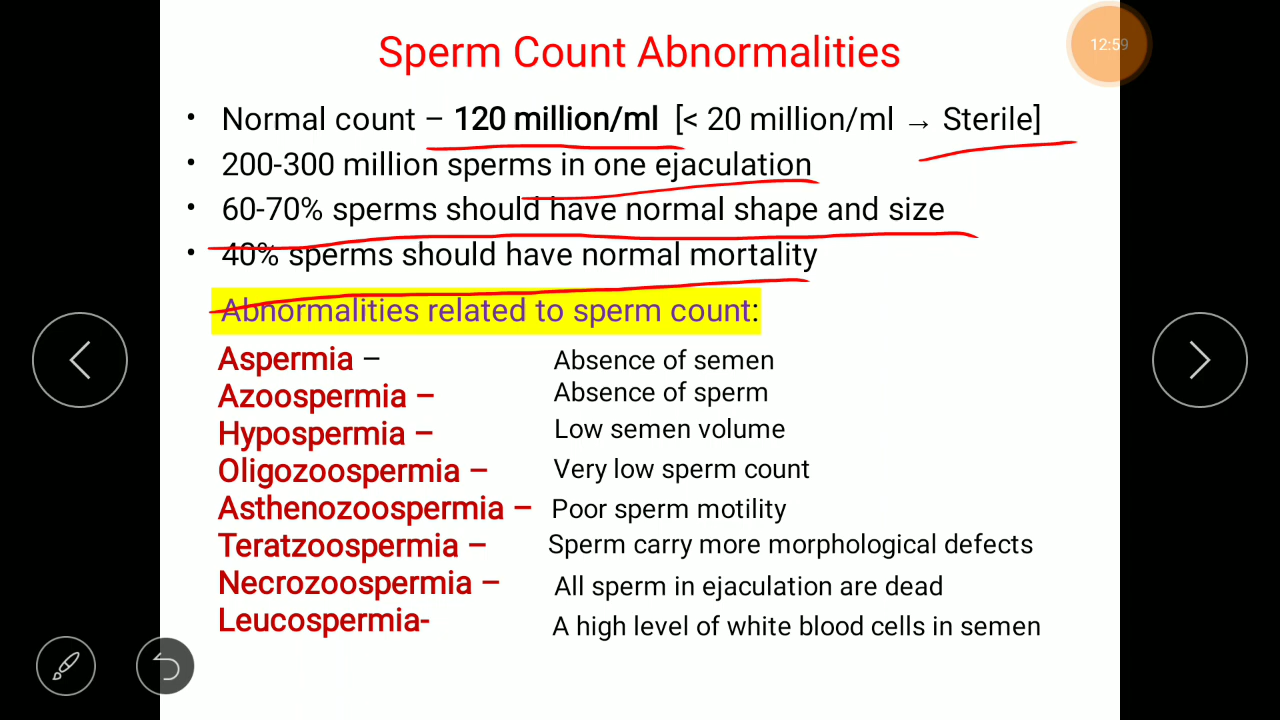 Sperm Count Abnormalities
12:59
• Normal count – 120 million/ml [< 20 million/ml → Sterile]
• 200-300 million sperms in one ejaculation
• 60-70% sperms should have normal shape and size
• 40% sperms should have normal mortality
Abnormalities related to sperm count:
Aspermia – Absence of semen
Azoospermia – Absence of sperm
Hypospermia – Low semen volume
Oligozoospermia – Very low sperm count
Asthenozoospermia – Poor sperm motility
Teratzoospermia – Sperm carry more morphological defects
Necrozoospermia – All sperm in ejaculation are dead
Leucospermia- A high level of white blood cells in semen